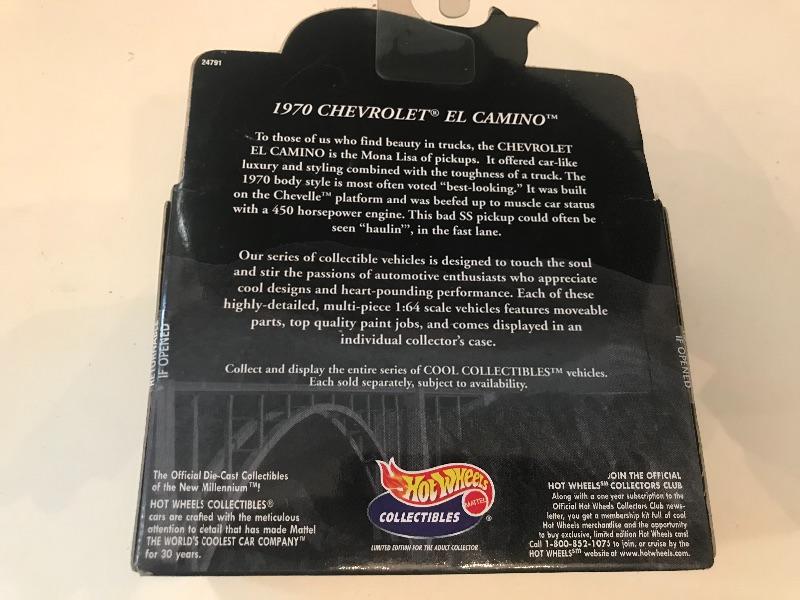 24791
1970 CHEVROLET® EL CAMINO™
To those of us who find beauty in trucks, the CHEVROLET
EL CAMINO is the Mona Lisa of pickups. It offered car-like
luxury and styling combined with the toughness of a truck. The
1970 body style is most often voted “best-looking.” It was built
on the Chevelle™ platform and was beefed up to muscle car status
with a 450 horsepower engine. This bad SS pickup could often be
seen “haulin’”, in the fast lane.
Our series of collectible vehicles is designed to touch the soul
and stir the passions of automotive enthusiasts who appreciate
cool designs and heart-pounding performance. Each of these
highly-detailed, multi-piece 1:64 scale vehicles features moveable
parts, top quality paint jobs, and comes displayed in an
individual collector's case.
Collect and display the entire series of COOL COLLECTIBLES™ vehicles.
Each sold separately, subject to availability.
RETURNABLE
IF OPENED
IF OPENED
The Official Die-Cast Collectibles
of the New Millennium™!
HOT WHEELS COLLECTIBLES®
cars are crafted with the meticulous
attention to detail that has made Mattel
THE WORLD'S COOLEST CAR COMPANY™
for 30 years.
Hot Wheels
MATTEL
COLLECTIBLES
®
LIMITED EDITION FOR THE ADULT COLLECTOR
JOIN THE OFFICIAL
HOT WHEELS℠ COLLECTORS CLUB
Along with a one year subscription to the
Official Hot Wheels Collectors Club news-
letter, you get a membership kit full of cool
Hot Wheels merchandise and the opportunity
to buy exclusive, limited edition Hot Wheels cars!
Call 1-800-852-1075 to join, or cruise by the
HOT WHEELS℠ website at www.hotwheels.com.